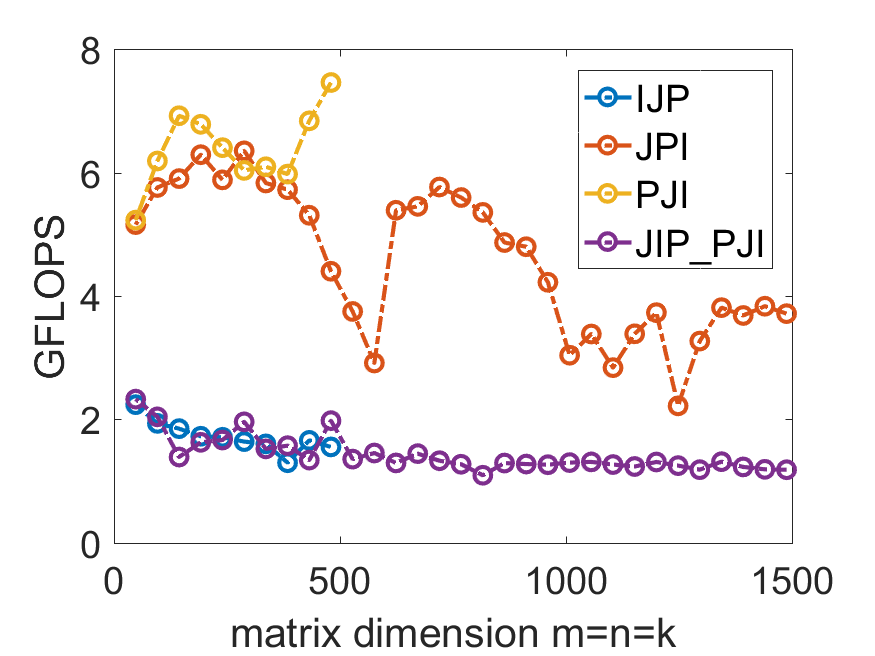 8
6
4
2
0
GFLOPS
IJP
JPI
PJI
JIP_PJI
0 500 1000 1500
matrix dimension m=n=k